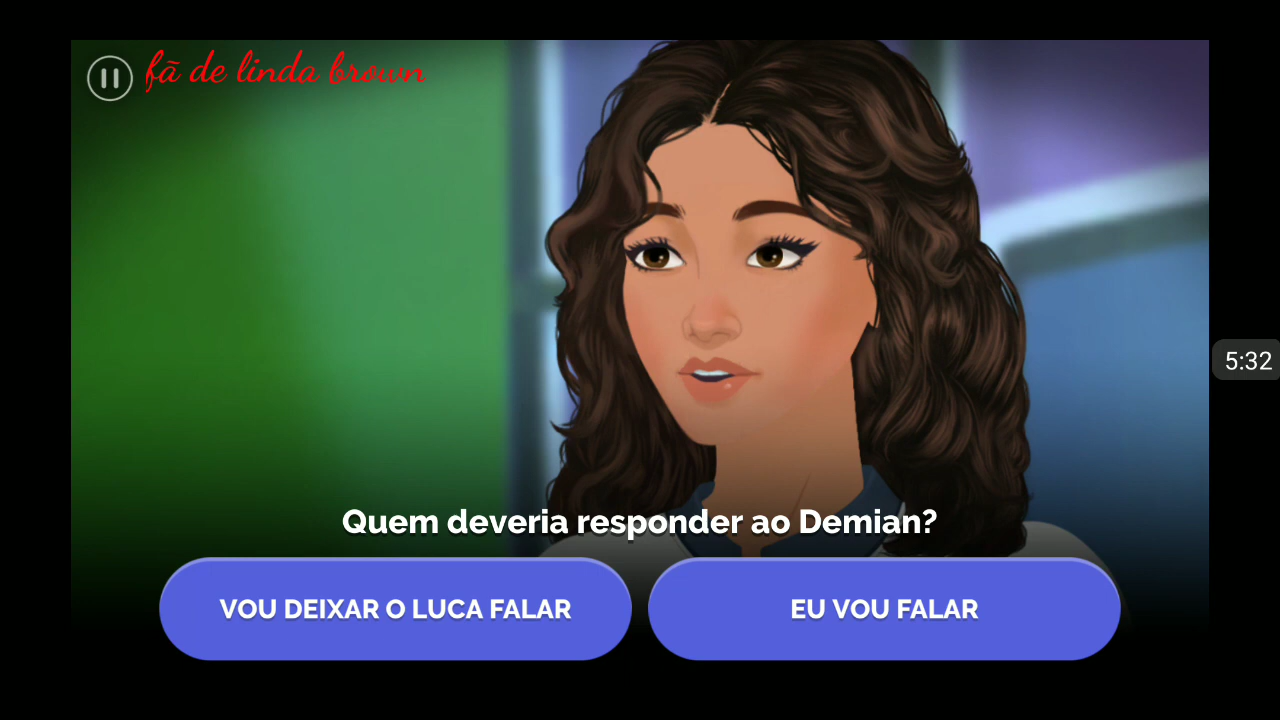 fã de linda brown
5:32
Quem deveria responder ao Demian?
VOU DEIXAR O LUCA FALAR
EU VOU FALAR